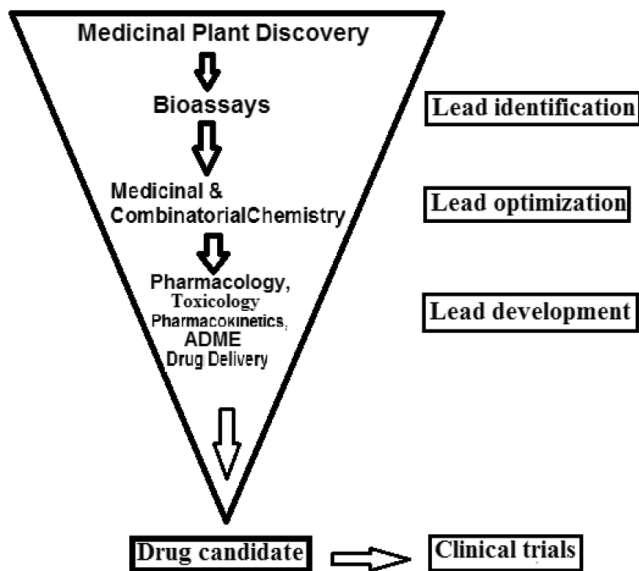 Medicinal Plant Discovery
Bioassays
Lead identification
Medicinal &
CombinatorialChemistry
Lead optimization
Pharmacology,
Toxicology
Pharmacokinetics,
ADME
Drug Delivery
Lead development
Drug candidate
Clinical trials